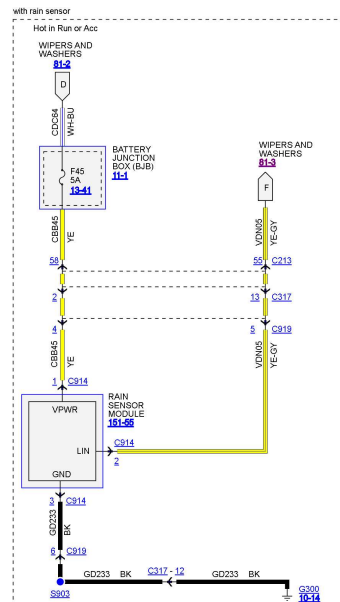 with rain sensor
Hot in Run or Acc
WIPERS AND
WASHERS
81-2
D
CDC64
WH-BU
F45
5A
13-41
BATTERY
JUNCTION
BOX (BJB)
11-1
WIPERS AND
WASHERS
81-3
F
CBB45
YE
VDN05
YE-GY
58
55 C213
2
13 C317
4
5 C919
CBB45
YE
VDN05
YE-GY
1 C914
VPWR
LIN
GND
RAIN
SENSOR
MODULE
151-55
C914
2
3 C914
GD233
BK
6 C919
S903
GD233 BK
C317 - 12
GD233 BK
G300
10-14